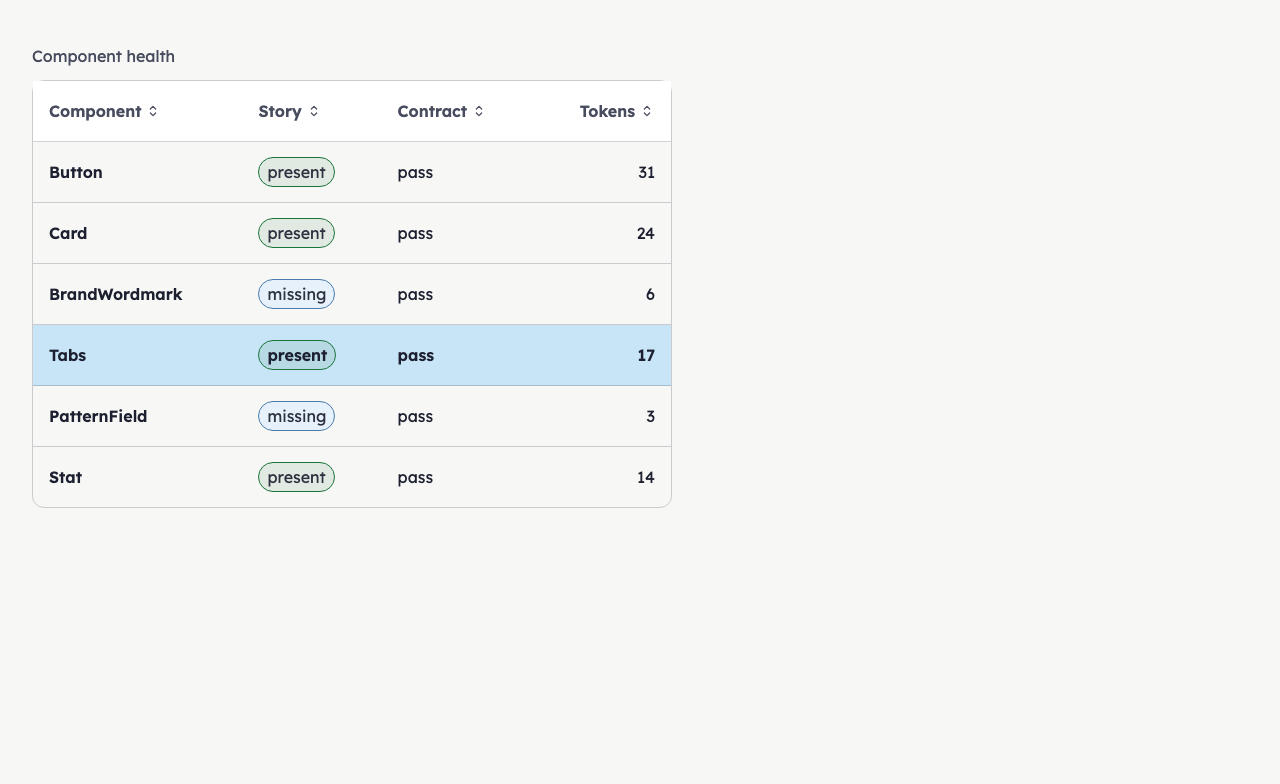 Component health
Component Story Contract Tokens
Button present pass 31
Card present pass 24
BrandWordmark missing pass 6
Tabs present pass 17
PatternField missing pass 3
Stat present pass 14